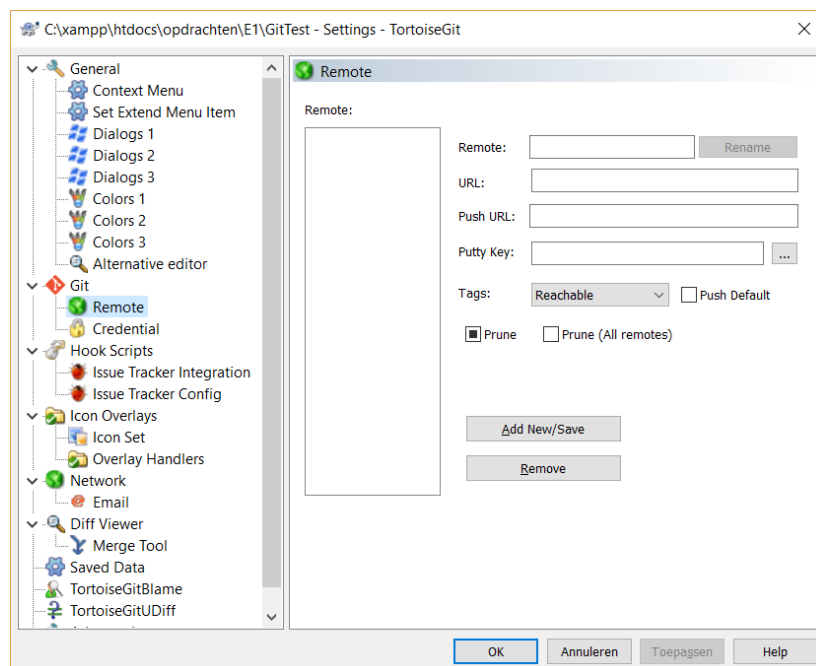 C:\xampp\htdocs\opdrachten\E1\GitTest - Settings - TortoiseGit
General
Context Menu
Set Extend Menu Item
Dialogs 1
Dialogs 2
Dialogs 3
Colors 1
Colors 2
Colors 3
Alternative editor
Git
Remote
Credential
Hook Scripts
Issue Tracker Integration
Issue Tracker Config
Icon Overlays
Icon Set
Overlay Handlers
Network
Email
Diff Viewer
Merge Tool
Saved Data
TortoiseGitBlame
TortoiseGitUDiff
Remote
Remote:
Remote: Rename
URL:
Push URL:
Putty Key: ...
Tags: Reachable Push Default
Prune Prune (All remotes)
Add New/Save
Remove
OK Annuleren Toepassen Help